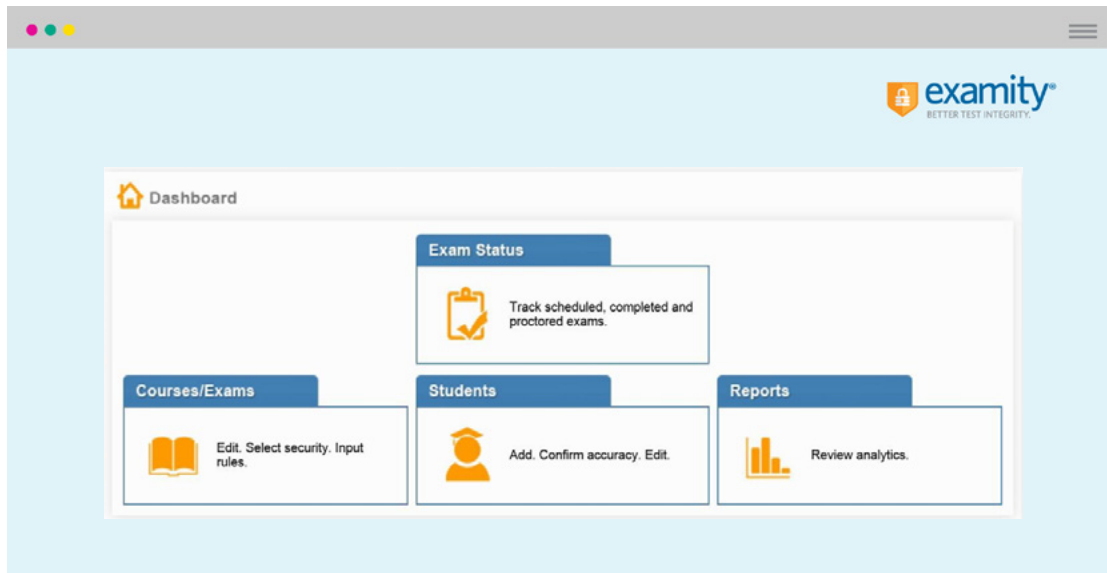 examity®
BETTER TEST INTEGRITY.
Dashboard
Exam Status
Track scheduled, completed and
proctored exams.
Courses/Exams
Edit. Select security. Input
rules.
Students
Add. Confirm accuracy. Edit.
Reports
Review analytics.